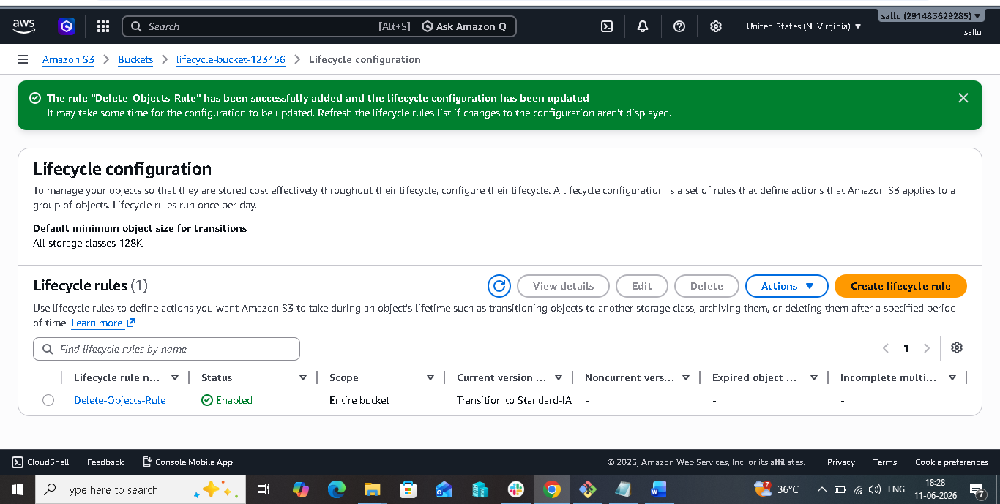 aws
Search [Alt+S] Ask Amazon Q
United States (N. Virginia)
sallu (291483629285)
sallu
Amazon S3 Buckets lifecycle-bucket-123456 Lifecycle configuration
The rule "Delete-Objects-Rule" has been successfully added and the lifecycle configuration has been updated
It may take some time for the configuration to be updated. Refresh the lifecycle rules list if changes to the configuration aren't displayed.
Lifecycle configuration
To manage your objects so that they are stored cost effectively throughout their lifecycle, configure their lifecycle. A lifecycle configuration is a set of rules that define actions that Amazon S3 applies to a
group of objects. Lifecycle rules run once per day.
Default minimum object size for transitions
All storage classes 128K
Lifecycle rules (1)
View details Edit Delete Actions Create lifecycle rule
Use lifecycle rules to define actions you want Amazon S3 to take during an object's lifetime such as transitioning objects to another storage class, archiving them, or deleting them after a specified period
of time. Learn more
Find lifecycle rules by name
1
Lifecycle rule n... Status Scope Current version ... Noncurrent vers... Expired object ... Incomplete multi...
Delete-Objects-Rule Enabled Entire bucket Transition to Standard-IA, - - -
CloudShell Feedback Console Mobile App
© 2026, Amazon Web Services, Inc. or its affiliates. Privacy Terms Cookie preferences
Type here to search
7 36°C ENG
18:28
11-06-2026
7